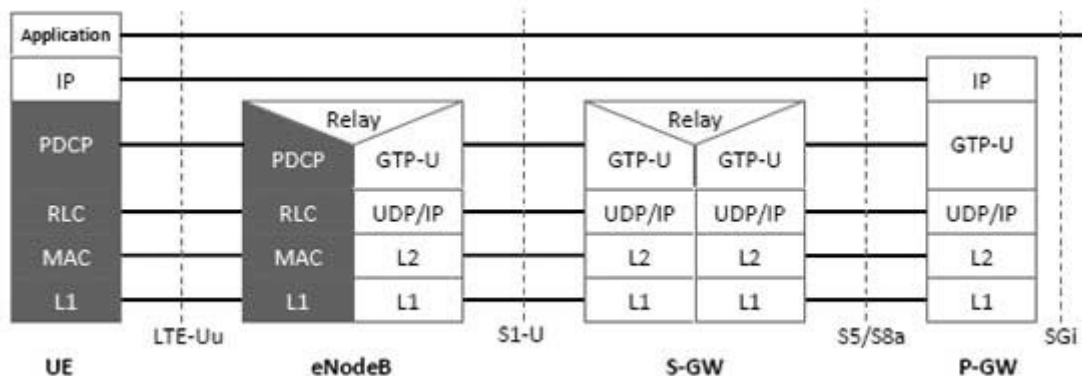 Application
IP IP
Relay Relay
PDCP PDCP GTP-U GTP-U GTP-U GTP-U
RLC RLC UDP/IP UDP/IP UDP/IP UDP/IP
MAC MAC L2 L2 L2 L2
L1 L1 L1 L1 L1 L1
LTE-Uu S1-U S5/S8a SGi
UE eNodeB S-GW P-GW